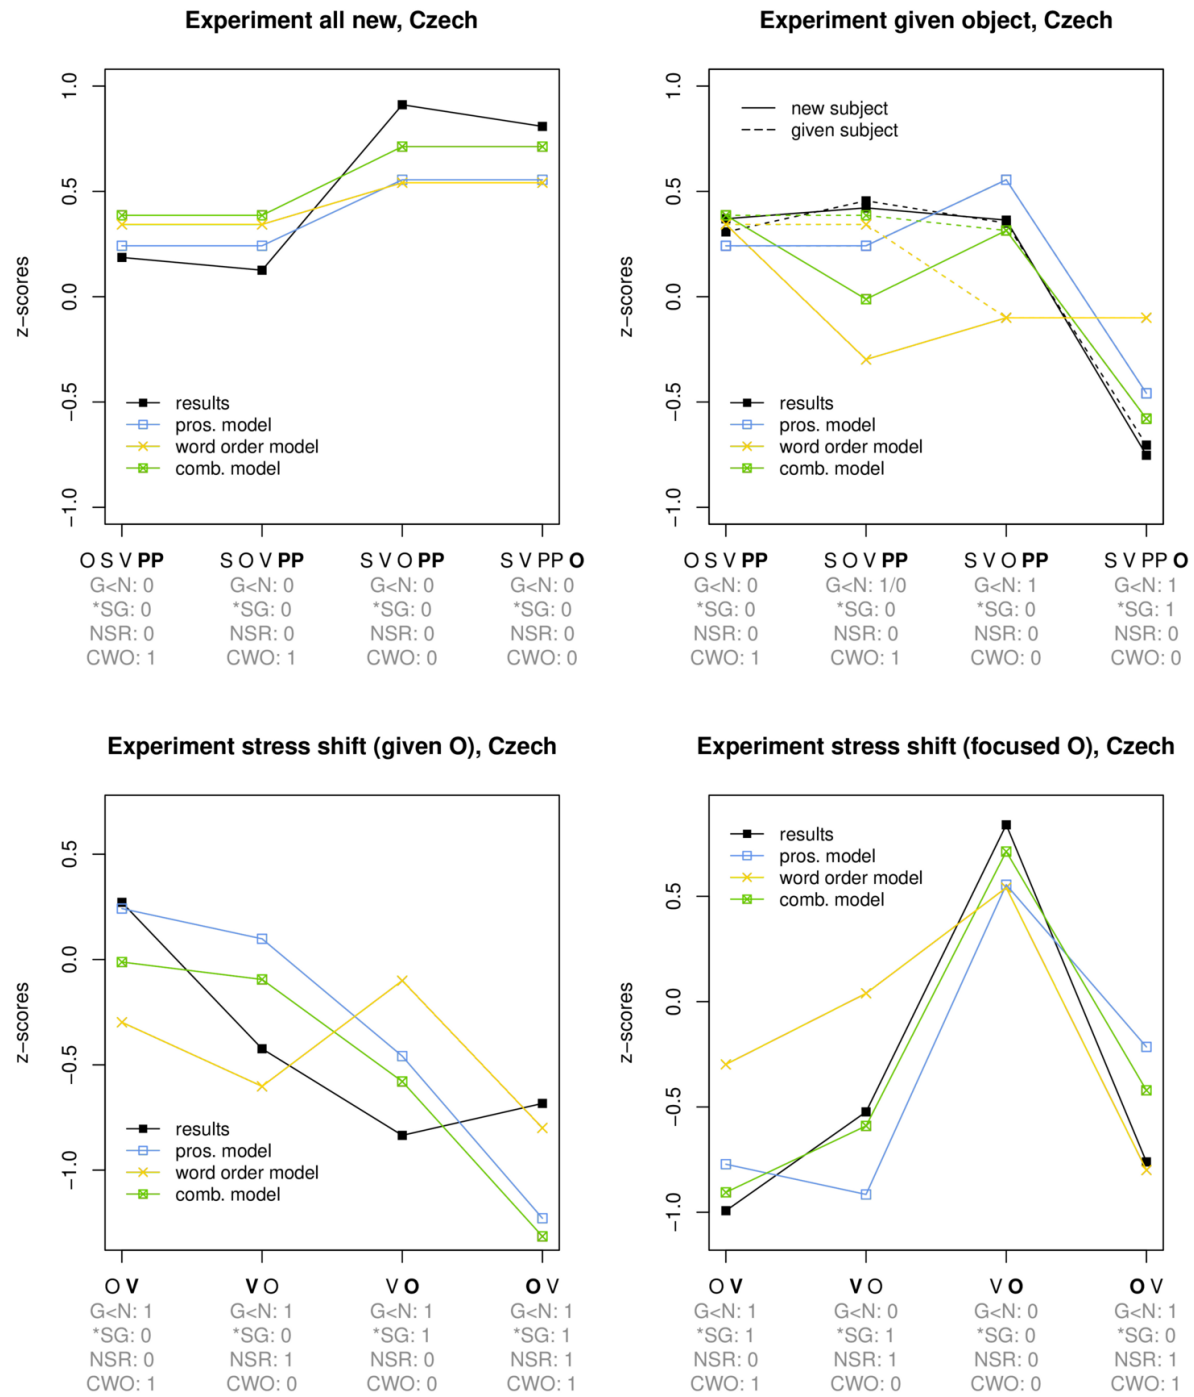 Experiment all new, Czech
z−scores
1.0
0.5
0.0
−0.5
−1.0
results
pros. model
word order model
comb. model
O S V PP
S O V PP
S V O PP
S V PP O
G<N: 0
G<N: 0
G<N: 0
G<N: 0
*SG: 0
*SG: 0
*SG: 0
*SG: 0
NSR: 0
NSR: 0
NSR: 0
NSR: 0
CWO: 1
CWO: 1
CWO: 0
CWO: 0
Experiment given object, Czech
z−scores
1.0
0.5
0.0
−0.5
−1.0
new subject
given subject
results
pros. model
word order model
comb. model
O S V PP
S O V PP
S V O PP
S V PP O
G<N: 0
G<N: 1/0
G<N: 1
G<N: 1
*SG: 0
*SG: 0
*SG: 0
*SG: 1
NSR: 0
NSR: 0
NSR: 0
NSR: 0
CWO: 1
CWO: 1
CWO: 0
CWO: 0
Experiment stress shift (given O), Czech
z−scores
0.5
0.0
−0.5
−1.0
results
pros. model
word order model
comb. model
O V
V O
V O
O V
G<N: 1
G<N: 1
G<N: 1
G<N: 1
*SG: 0
*SG: 0
*SG: 1
*SG: 1
NSR: 0
NSR: 1
NSR: 0
NSR: 1
CWO: 1
CWO: 0
CWO: 0
CWO: 1
Experiment stress shift (focused O), Czech
z−scores
0.5
0.0
−0.5
−1.0
results
pros. model
word order model
comb. model
O V
V O
V O
O V
G<N: 1
G<N: 0
G<N: 0
G<N: 1
*SG: 1
*SG: 1
*SG: 0
*SG: 0
NSR: 0
NSR: 1
NSR: 0
NSR: 1
CWO: 1
CWO: 0
CWO: 0
CWO: 1